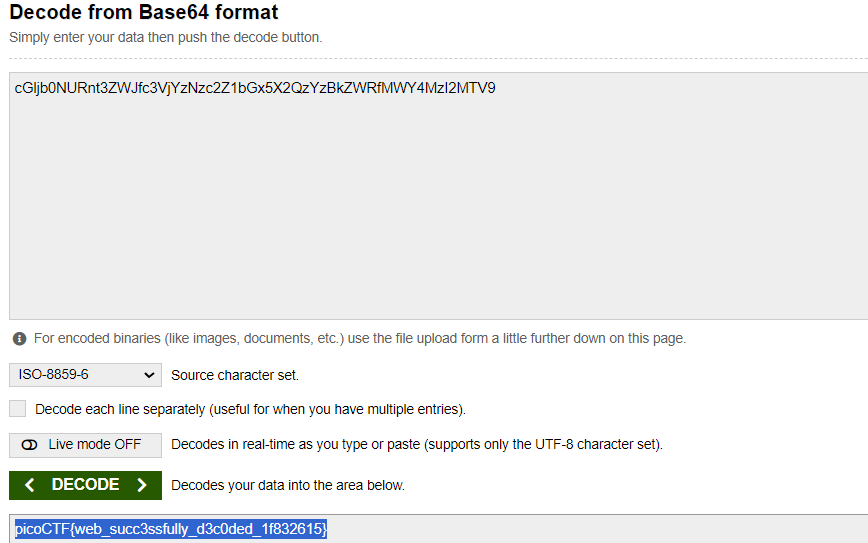 Decode from Base64 format
Simply enter your data then push the decode button.
cGljb0NURnt3ZWJfc3VjYzNzc2Z1bGx5X2QzYzBkZWRfMWY4MzI2MTV9
For encoded binaries (like images, documents, etc.) use the file upload form a little further down on this page.
ISO-8859-6 Source character set.
Decode each line separately (useful for when you have multiple entries).
Live mode OFF Decodes in real-time as you type or paste (supports only the UTF-8 character set).
< DECODE > Decodes your data into the area below.
picoCTF{web_succ3ssfully_d3c0ded_1f832615}